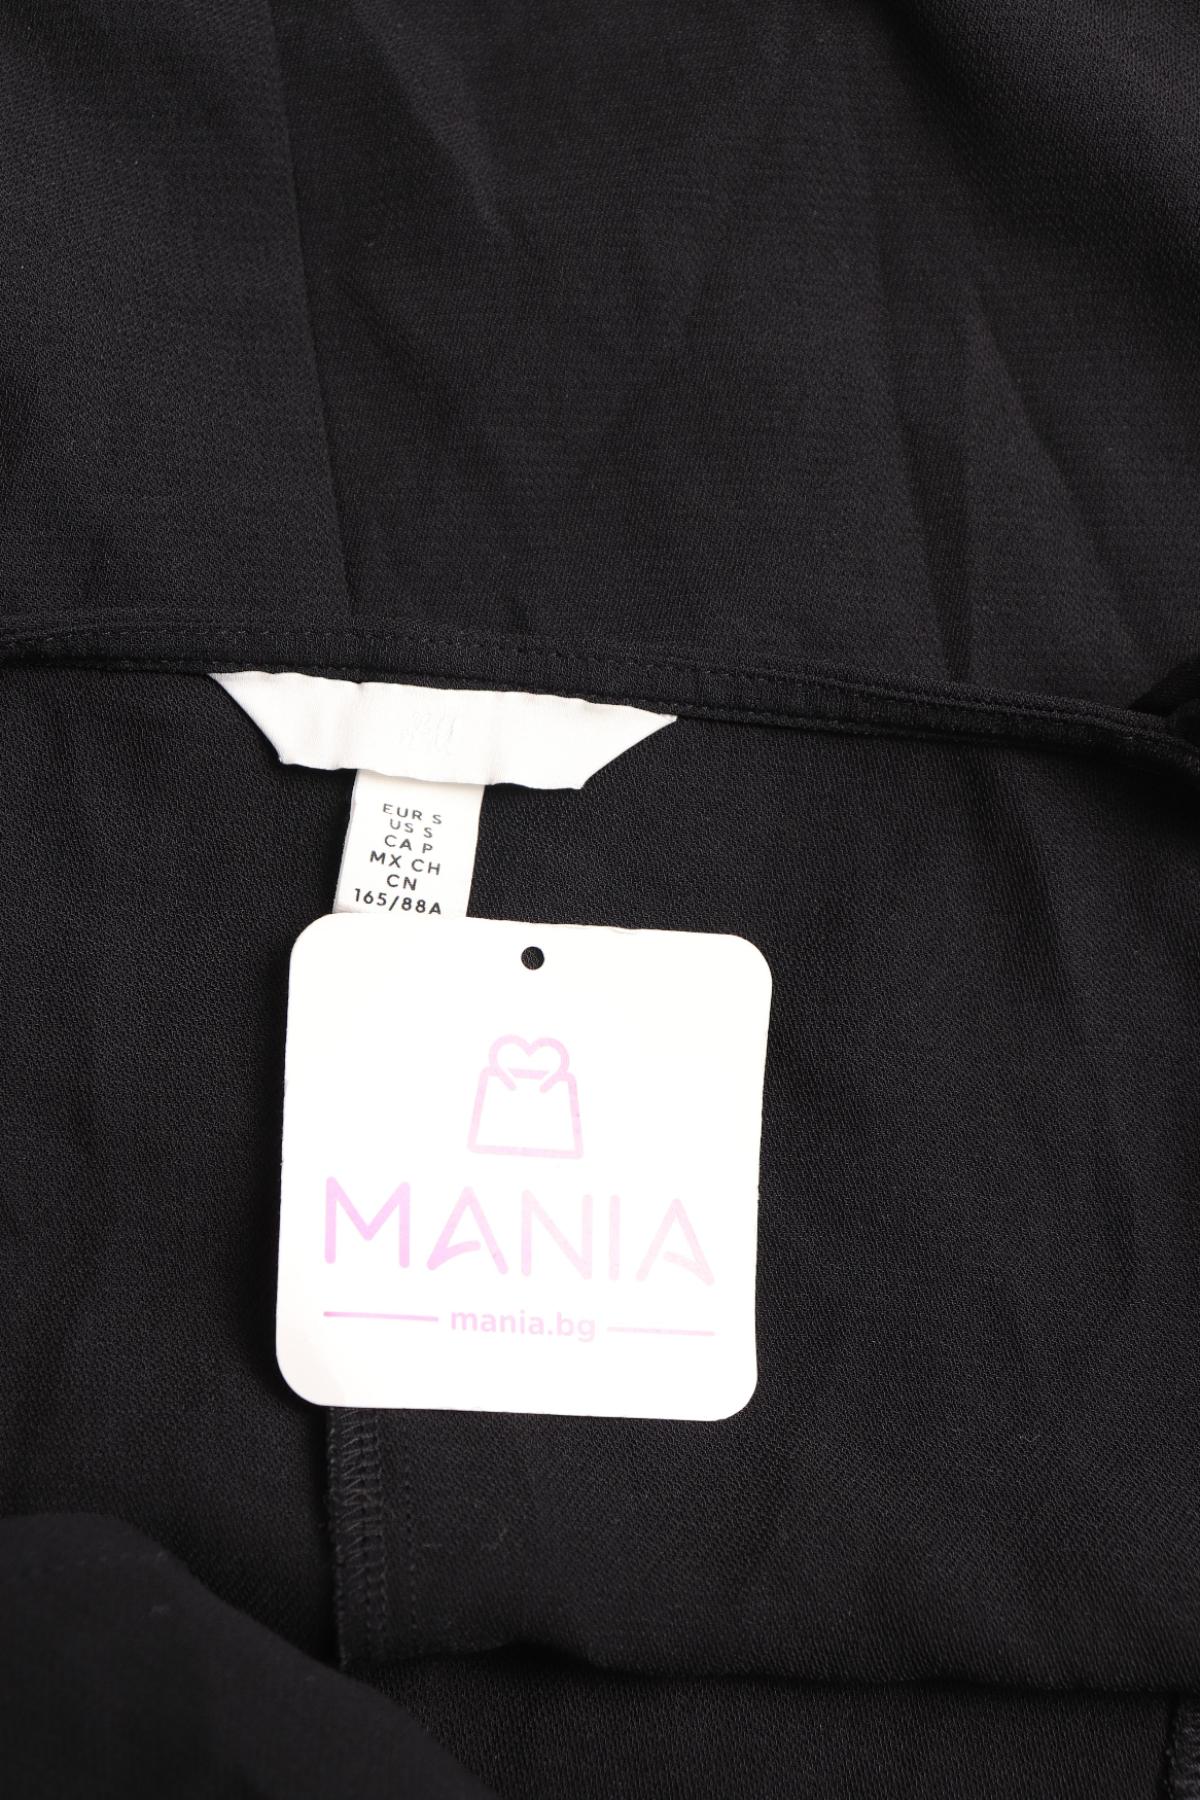 EUR S
US S
CA P
MX CH
CN
165/88A
MANIA
mania.bg